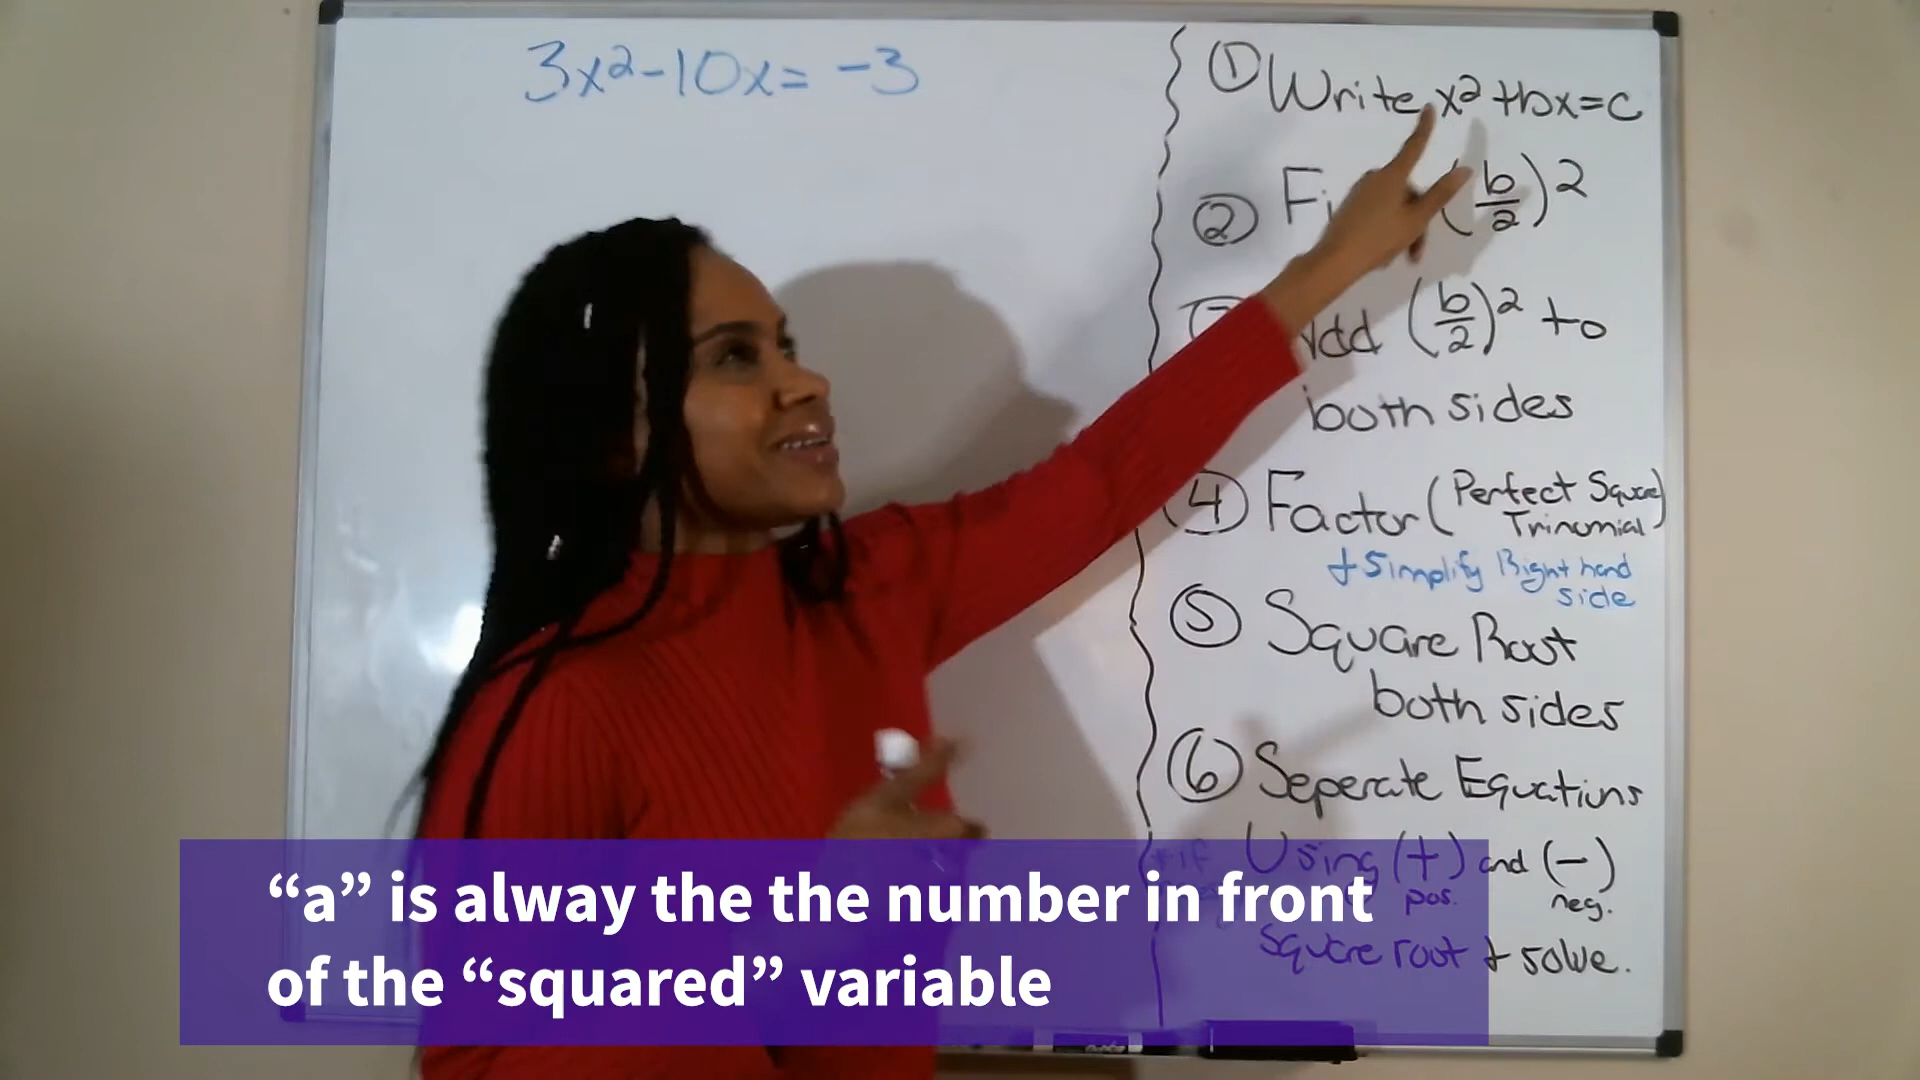 3x²-10x= -3
① Write x²+bx=c
② Fi (b/2)²
dd (b/2)² to
both sides
④ Factor (Perfect Square
Trinomial)
+ Simplify Right hand
side
⑤ Square Root
both sides
⑥ Seperate Equations
Using (+) and (-)
pos. neg.
square root + solve.
“a” is alway the the number in front
of the “squared” variable